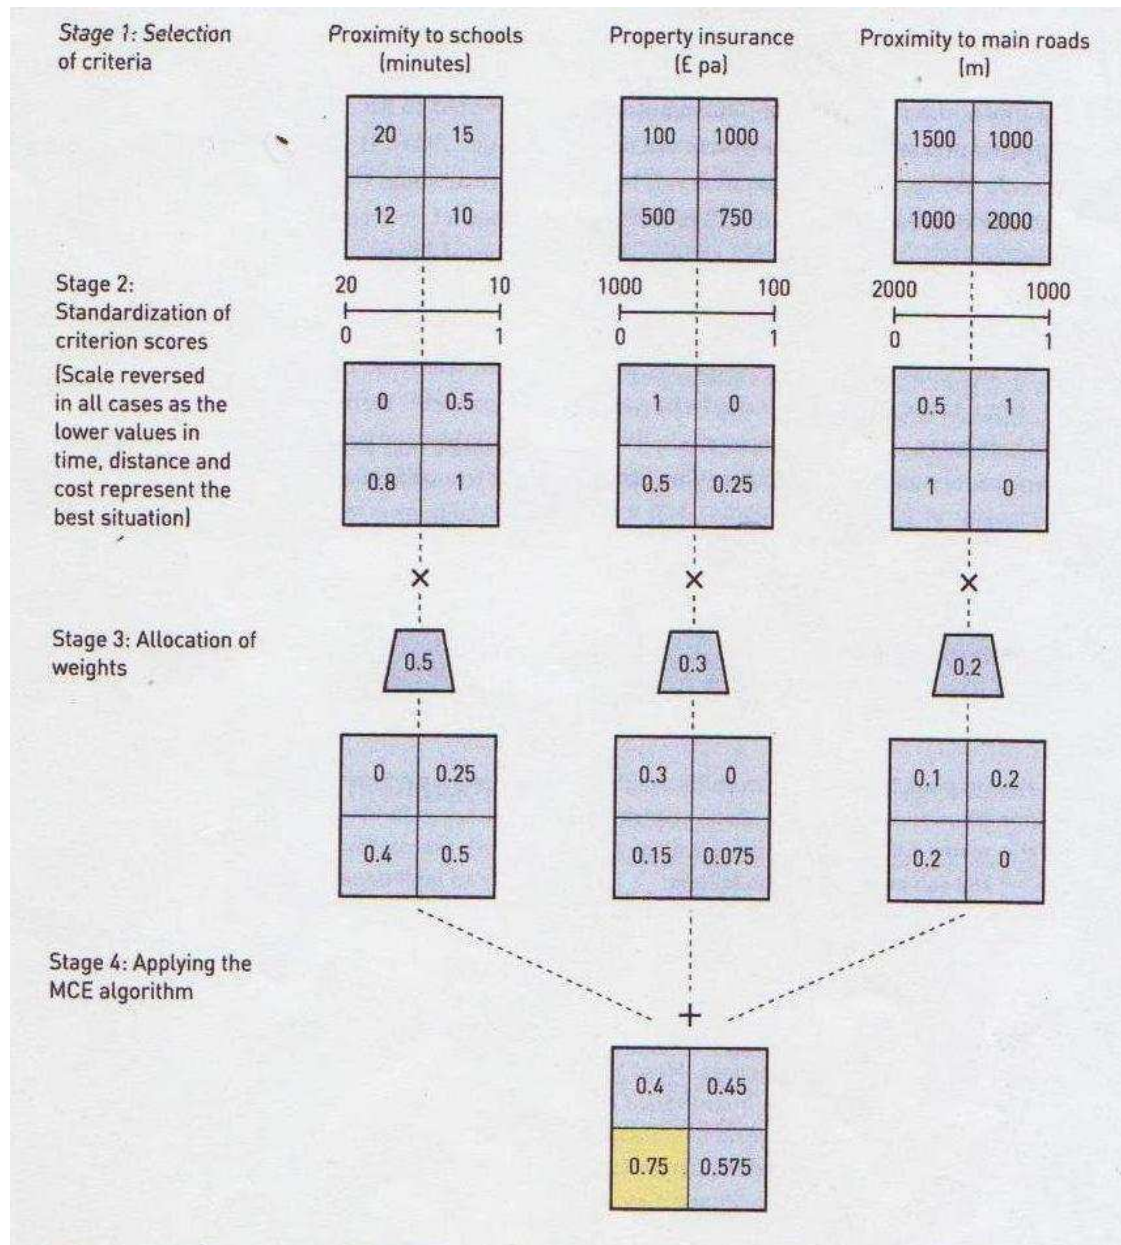 Stage 1: Selection
of criteria
Proximity to schools
(minutes)
Property insurance
(£ pa)
Proximity to main roads
(m)
20 15
12 10
100 1000
500 750
1500 1000
1000 2000
Stage 2:
Standardization of
criterion scores
(Scale reversed
in all cases as the
lower values in
time, distance and
cost represent the
best situation)
20 10
0 1
1000 100
0 1
2000 1000
0 1
0 0.5
0.8 1
1 0
0.5 0.25
0.5 1
1 0
× × ×
Stage 3: Allocation of
weights
0.5
0.3
0.2
0 0.25
0.4 0.5
0.3 0
0.15 0.075
0.1 0.2
0.2 0
Stage 4: Applying the
MCE algorithm
+
0.4 0.45
0.75 0.575